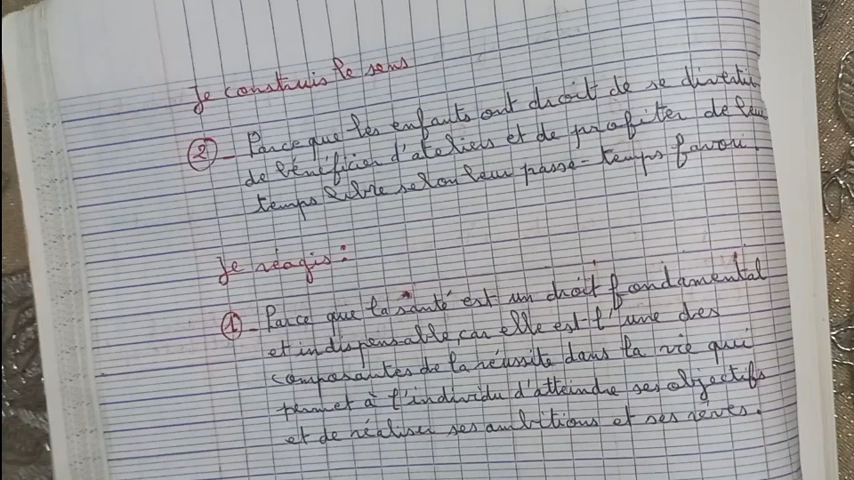 Je construis le sens
② - Parce que les enfants ont droit de se divertir
de bénéficier d'ateliers et de profiter de leur
temps libre selon leur passe-temps favori.
Je réagis :
① - Parce que la santé est un droit fondamental
et indispensable, car elle est l'une des
composantes de la réussite dans la vie qui
permet à l'individu d'atteindre ses objectifs
et de réaliser ses ambitions et ses rêves.